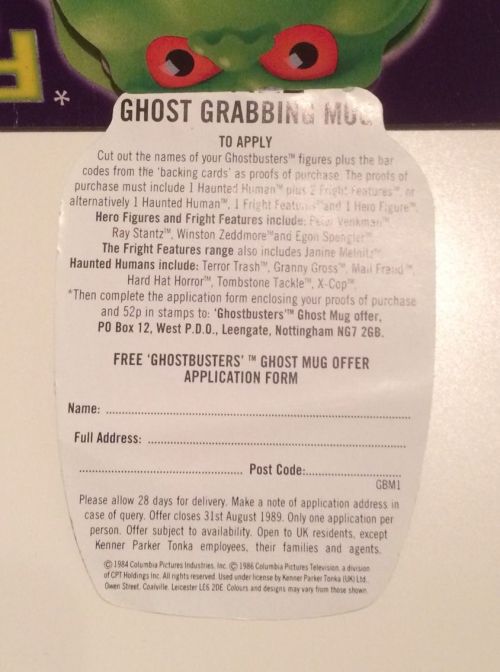 *
GHOST GRABBING MUG
TO APPLY
Cut out the names of your Ghostbusters™ figures plus the bar
codes from the 'backing cards' as proofs of purchase. The proofs of
purchase must include 1 Haunted Human™ plus 2 Fright Features™ or
alternatively 1 Haunted Human™, 1 Fright Features™ and 1 Hero Figure™.
Hero Figures and Fright Features include: Peter Venkman™
Ray Stantz™, Winston Zeddmore™and Egon Spengler™
The Fright Features range also includes Janine Melnitz™
Haunted Humans include: Terror Trash™, Granny Gross™, Mail Fraud™,
Hard Hat Horror™, Tombstone Tackle™, X-Cop™.
*Then complete the application form enclosing your proofs of purchase
and 52p in stamps to: 'Ghostbusters'™ Ghost Mug offer,
PO Box 12, West P.D.O., Leengate, Nottingham NG7 2GB.
FREE 'GHOSTBUSTERS' ™ GHOST MUG OFFER
APPLICATION FORM
Name:
Full Address:
Post Code:
GBM1
Please allow 28 days for delivery. Make a note of application address in
case of query. Offer closes 31st August 1989. Only one application per
person. Offer subject to availability. Open to UK residents, except
Kenner Parker Tonka employees, their families and agents.
© 1984 Columbia Pictures Industries, Inc. © 1986 Columbia Pictures Television, a division
of CPT Holdings Inc. All rights reserved. Used under license by Kenner Parker Tonka (UK) Ltd.
Owen Street, Coalville, Leicester LE6 2DE. Colours and designs may vary from those shown.